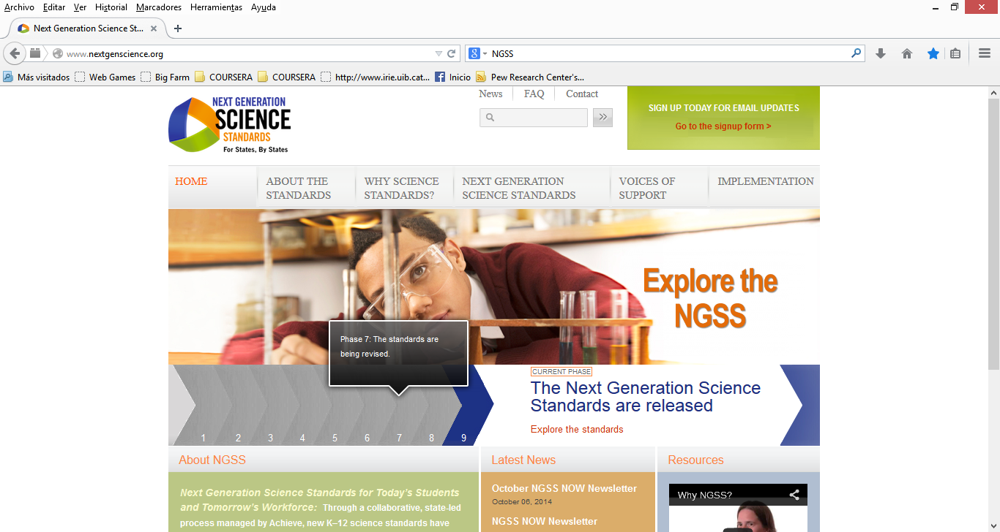 Archivo Editar Ver Historial Marcadores Herramientas Ayuda
Next Generation Science St...
www.nextgenscience.org
NGSS
Más visitados Web Games Big Farm COURSERA COURSERA http://www.irie.uib.cat... Inicio Pew Research Center's...
NEXT GENERATION
SCIENCE
STANDARDS
For States, By States
News FAQ Contact
SIGN UP TODAY FOR EMAIL UPDATES
Go to the signup form >
HOME
ABOUT THE
STANDARDS
WHY SCIENCE
STANDARDS?
NEXT GENERATION
SCIENCE STANDARDS
VOICES OF
SUPPORT
IMPLEMENTATION
Explore the
NGSS
Phase 7: The standards are
being revised.
1 2 3 4 5 6 7 8 9
CURRENT PHASE
The Next Generation Science
Standards are released
Explore the standards
About NGSS
Next Generation Science Standards for Today's Students
and Tomorrow's Workforce: Through a collaborative, state-led
process managed by Achieve, new K–12 science standards have
Latest News
October NGSS NOW Newsletter
October 06, 2014
NGSS NOW Newsletter
Resources
Why NGSS?